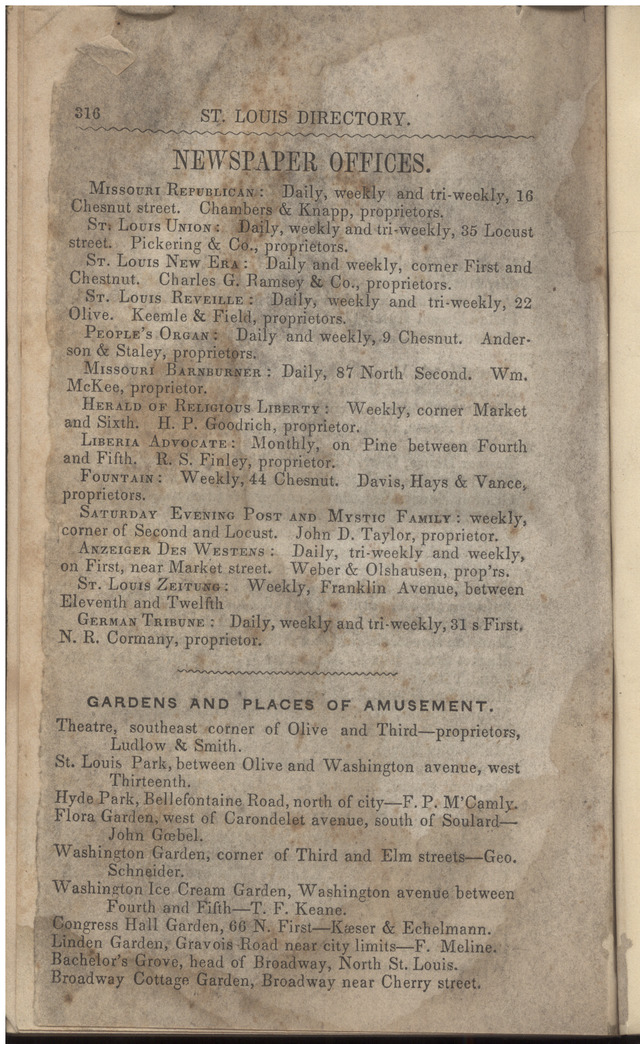 316 ST. LOUIS DIRECTORY.
NEWSPAPER OFFICES.
MISSOURI REPUBLICAN: Daily, weekly and tri-weekly, 16
Chesnut street. Chambers & Knapp, proprietors.
ST. LOUIS UNION: Daily, weekly and tri-weekly, 35 Locust
street. Pickering & Co., proprietors.
ST. LOUIS NEW ERA: Daily and weekly, corner First and
Chestnut. Charles G. Ramsey & Co., proprietors.
ST. LOUIS REVEILLE: Daily, weekly and tri-weekly, 22
Olive. Keemle & Field, proprietors.
PEOPLE'S ORGAN: Daily and weekly, 9 Chesnut. Ander-
son & Staley, proprietors.
MISSOURI BARNBURNER: Daily, 87 North Second. Wm.
McKee, proprietor.
HERALD OF RELIGIOUS LIBERTY: Weekly, corner Market
and Sixth. H. P. Goodrich, proprietor.
LIBERIA ADVOCATE: Monthly, on Pine between Fourth
and Fifth. R. S. Finley, proprietor.
FOUNTAIN: Weekly, 44 Chesnut. Davis, Hays & Vance,
proprietors.
SATURDAY EVENING POST AND MYSTIC FAMILY: weekly,
corner of Second and Locust. John D. Taylor, proprietor.
ANZEIGER DES WESTENS: Daily, tri-weekly and weekly,
on First, near Market street. Weber & Olshausen, prop'rs.
ST. LOUIS ZEITUNG: Weekly, Franklin Avenue, between
Eleventh and Twelfth
GERMAN TRIBUNE: Daily, weekly and tri-weekly, 31 s First,
N. R. Cormany, proprietor.
GARDENS AND PLACES OF AMUSEMENT.
Theatre, southeast corner of Olive and Third—proprietors,
Ludlow & Smith.
St. Louis Park, between Olive and Washington avenue, west
Thirteenth.
Hyde Park, Bellefontaine Road, north of city—F. P. M'Camly.
Flora Garden, west of Carondelet avenue, south of Soulard—
John Gœbel.
Washington Garden, corner of Third and Elm streets—Geo.
Schneider.
Washington Ice Cream Garden, Washington avenue between
Fourth and Fifth—T. F. Keane.
Congress Hall Garden, 66 N. First—Kæser & Echelmann.
Linden Garden, Gravois Road near city limits—F. Meline.
Bachelor's Grove, head of Broadway, North St. Louis.
Broadway Cottage Garden, Broadway near Cherry street.